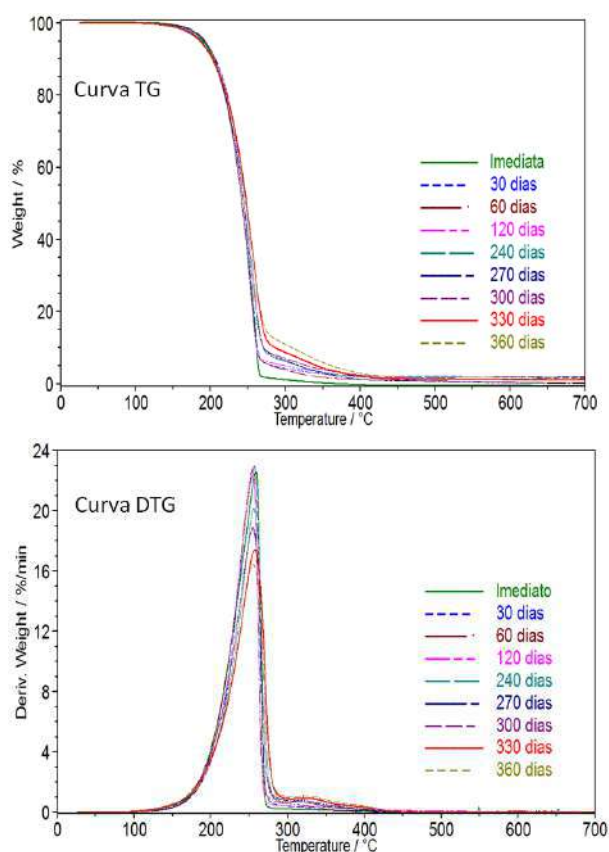 100
80
60
40
20
0
Weight / %
Curva TG
Imediata
30 dias
60 dias
120 dias
240 dias
270 dias
300 dias
330 dias
360 dias
0 100 200 300 400 500 600 700
Temperature / °C
24
20
16
12
8
4
0
Deriv. Weight / %/min
Curva DTG
Imediato
30 dias
60 dias
120 dias
240 dias
270 dias
300 dias
330 dias
360 dias
0 100 200 300 400 500 600 700
Temperature / °C